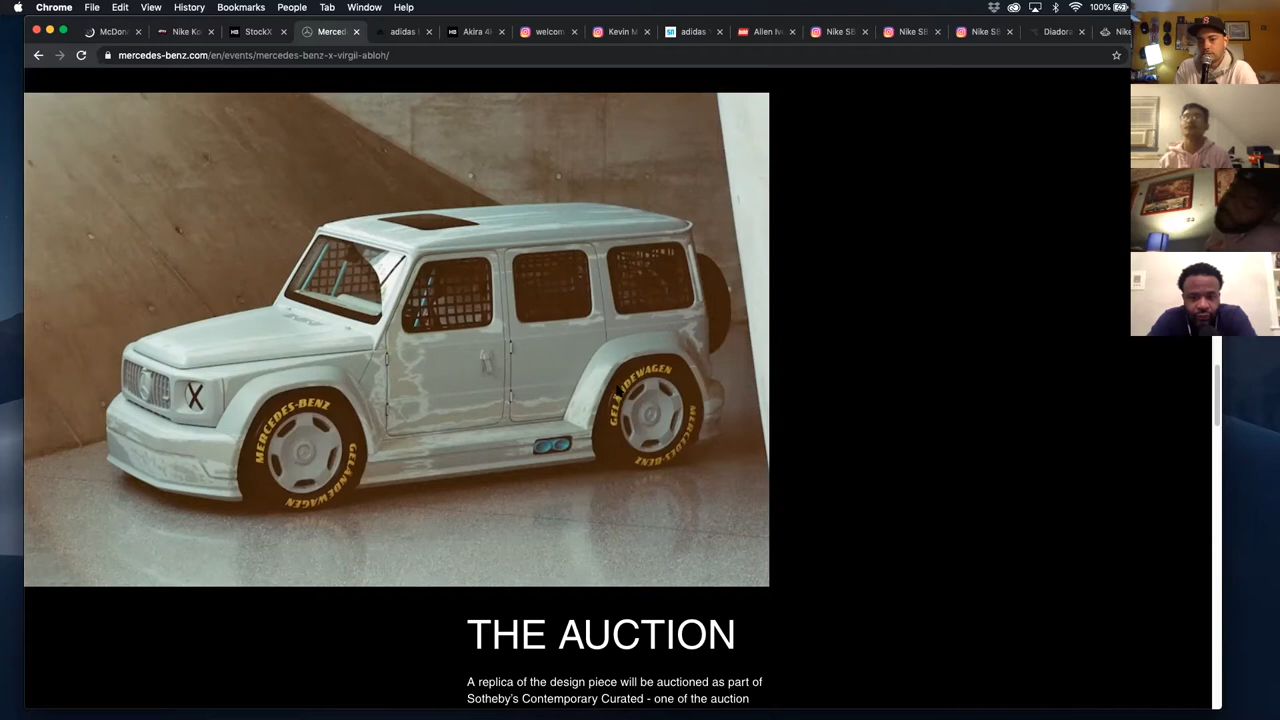 Chrome File Edit View History Bookmarks People Tab Window Help 100%
McDon Nike Ko StockX Merced adidas Akira 4 welcom Kevin M adidas Allen Ive Nike SB Nike SB Nike SB Diadora Nike
mercedes-benz.com/en/events/mercedes-benz-x-virgil-abloh/
MERCEDES-BENZ
GELANDEWAGEN
GELANDEWAGEN
MERCEDES-BENZ
THE AUCTION
A replica of the design piece will be auctioned as part of
Sotheby's Contemporary Curated - one of the auction